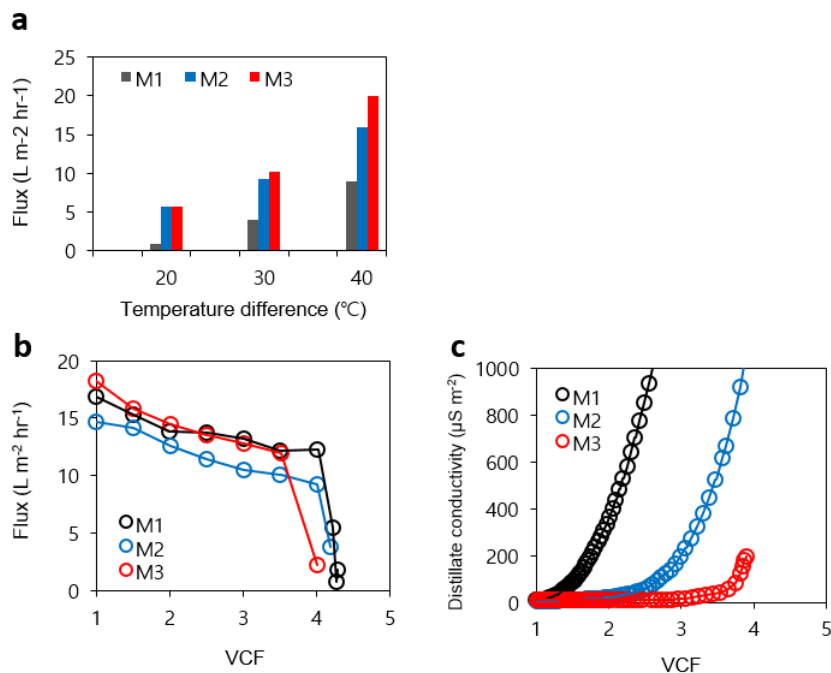 a
Flux (L m-2 hr-1)
25
20
15
10
5
0
M1 M2 M3
20 30 40
Temperature difference (℃)
b
Flux (L m⁻² hr⁻¹)
20
15
10
5
0
M1
M2
M3
1 2 3 4 5
VCF
c
Distillate conductivity (µS m⁻²)
1000
800
600
400
200
0
M1
M2
M3
1 2 3 4 5
VCF